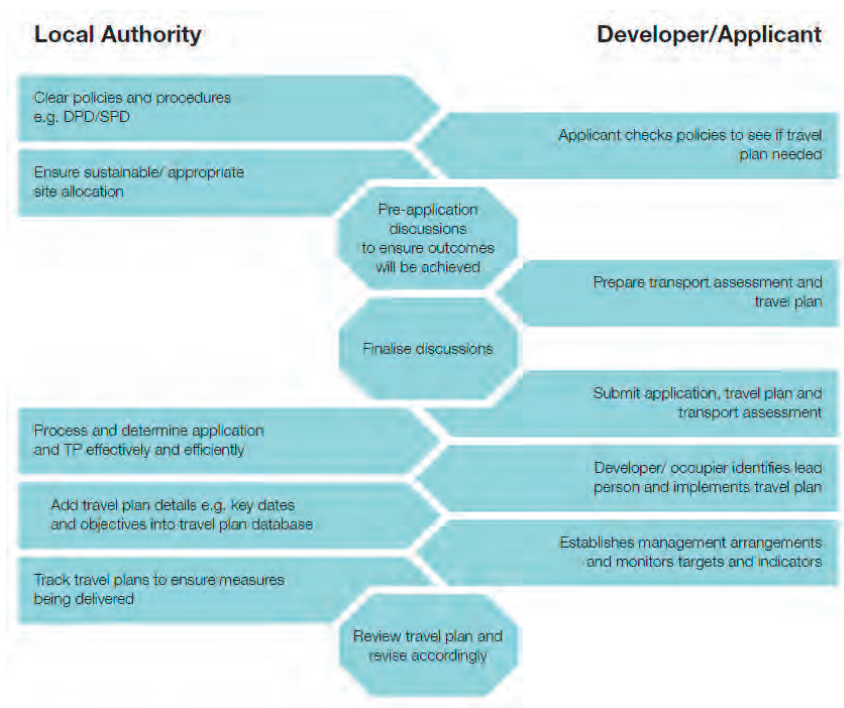 Local Authority
Developer/Applicant
Clear policies and procedures
e.g. DPD/SPD
Applicant checks policies to see if travel
plan needed
Ensure sustainable/ appropriate
site allocation
Pre-application
discussions
to ensure outcomes
will be achieved
Prepare transport assessment and
travel plan
Finalise discussions
Submit application, travel plan and
transport assessment
Process and determine application
and TP effectively and efficiently
Developer/ occupier identifies lead
person and implements travel plan
Add travel plan details e.g. key dates
and objectives into travel plan database
Establishes management arrangements
and monitors targets and indicators
Track travel plans to ensure measures
being delivered
Review travel plan and
revise accordingly